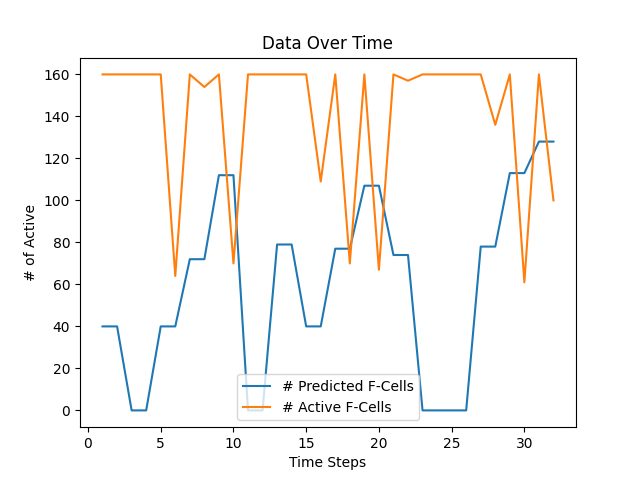 Data Over Time
160
140
120
100
80
60
40
20
0
# of Active
# Predicted F-Cells
# Active F-Cells
0 5 10 15 20 25 30
Time Steps